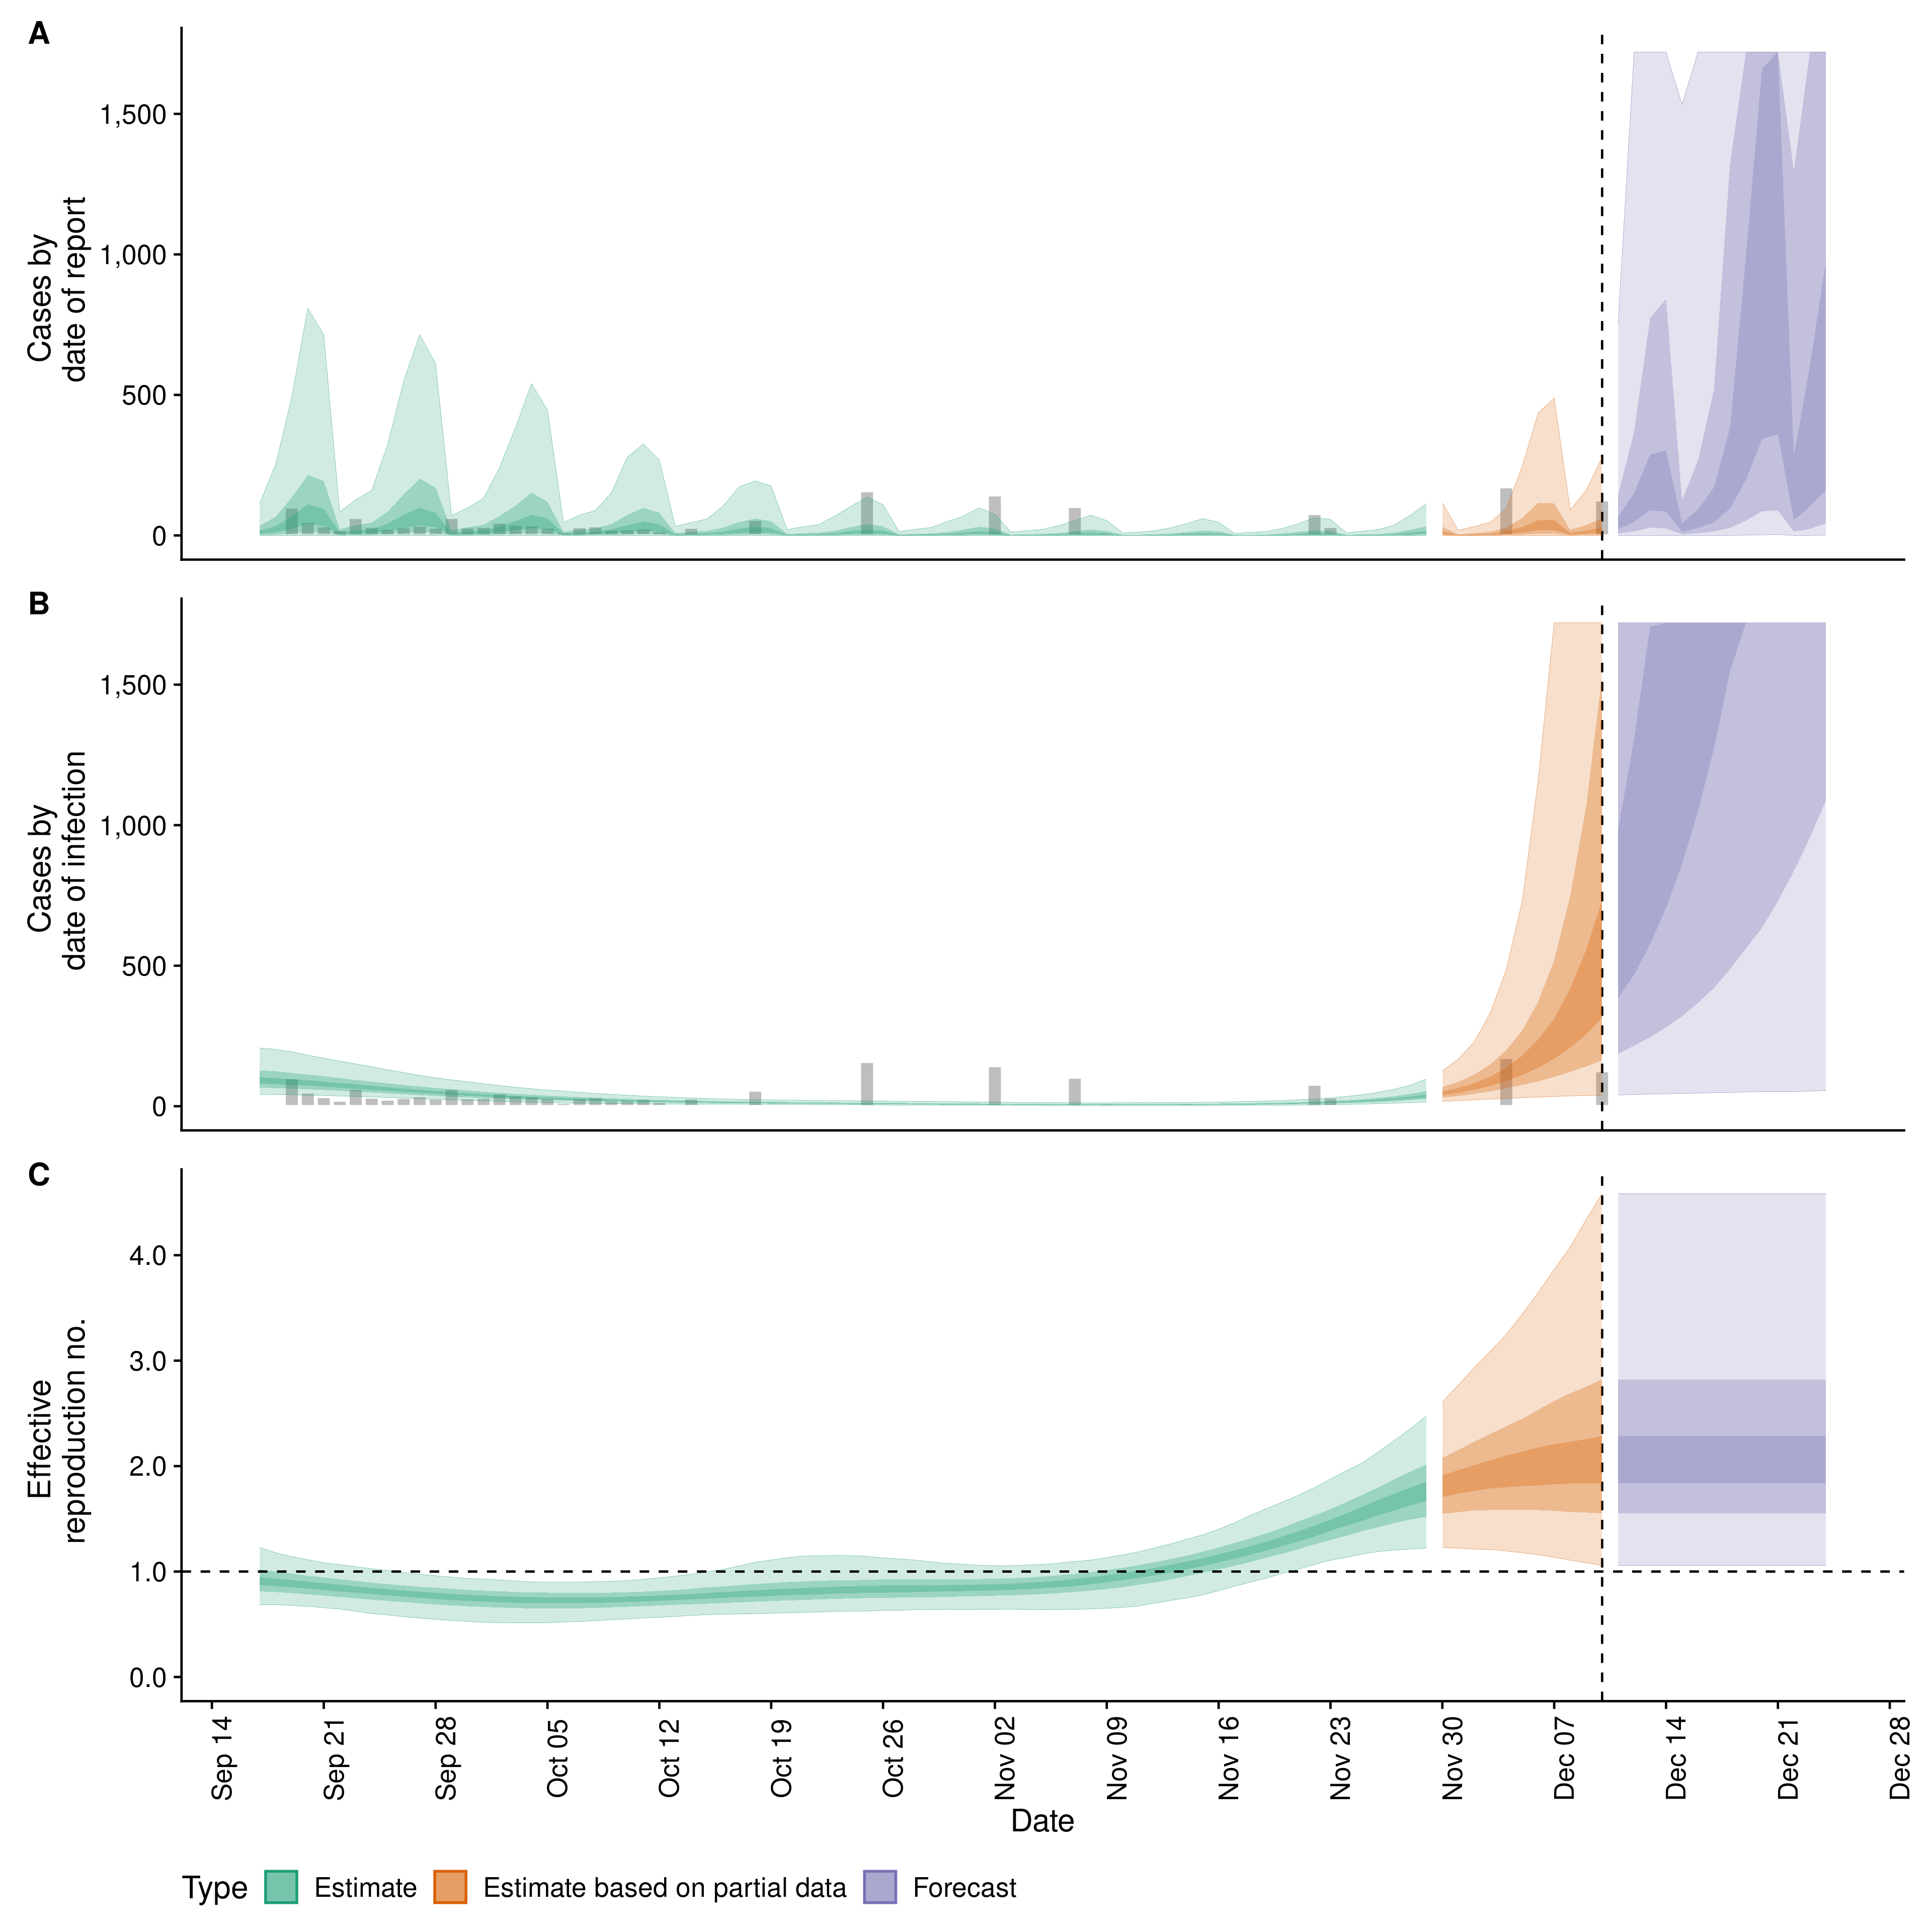 A
Cases by
date of report
1,500
1,000
500
0
B
Cases by
date of infection
1,500
1,000
500
0
C
Effective
reproduction no.
4.0
3.0
2.0
1.0
0.0
Sep 14
Sep 21
Sep 28
Oct 05
Oct 12
Oct 19
Oct 26
Nov 02
Nov 09
Nov 16
Nov 23
Nov 30
Dec 07
Dec 14
Dec 21
Dec 28
Date
Type Estimate Estimate based on partial data Forecast